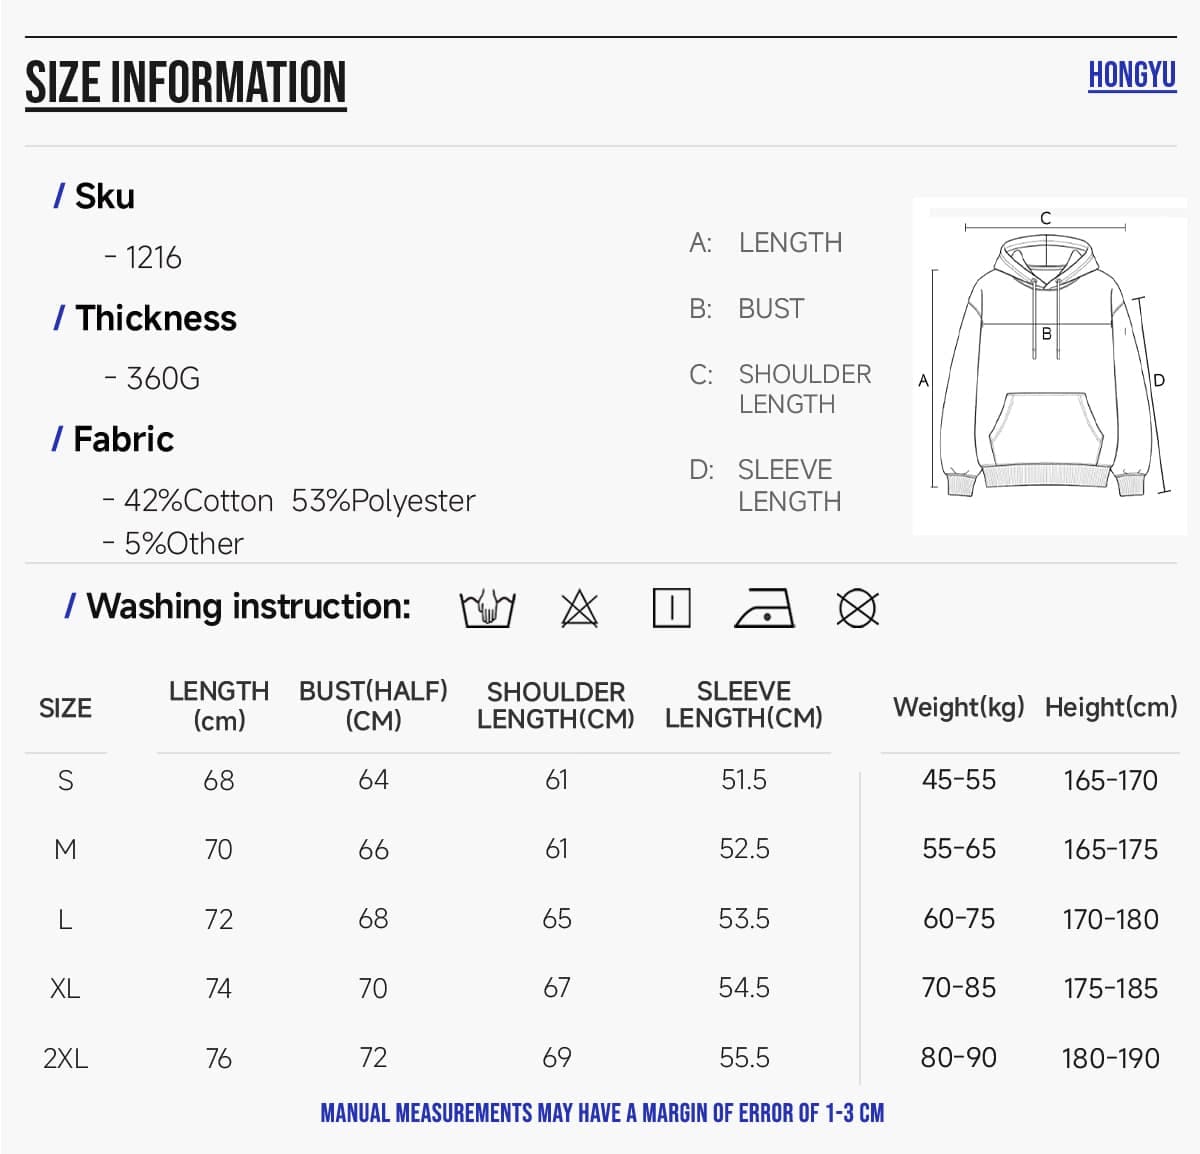 SIZE INFORMATION
HONGYU
/ Sku
- 1216
/ Thickness
- 360G
/ Fabric
- 42%Cotton 53%Polyester
- 5%Other
A: LENGTH
B: BUST
C: SHOULDER
LENGTH
D: SLEEVE
LENGTH
C
B
A
D
/ Washing instruction:
SIZE LENGTH (cm) BUST(HALF) (CM) SHOULDER LENGTH(CM) SLEEVE LENGTH(CM) Weight(kg) Height(cm)
S 68 64 61 51.5 45-55 165-170
M 70 66 61 52.5 55-65 165-175
L 72 68 65 53.5 60-75 170-180
XL 74 70 67 54.5 70-85 175-185
2XL 76 72 69 55.5 80-90 180-190
MANUAL MEASUREMENTS MAY HAVE A MARGIN OF ERROR OF 1-3 CM